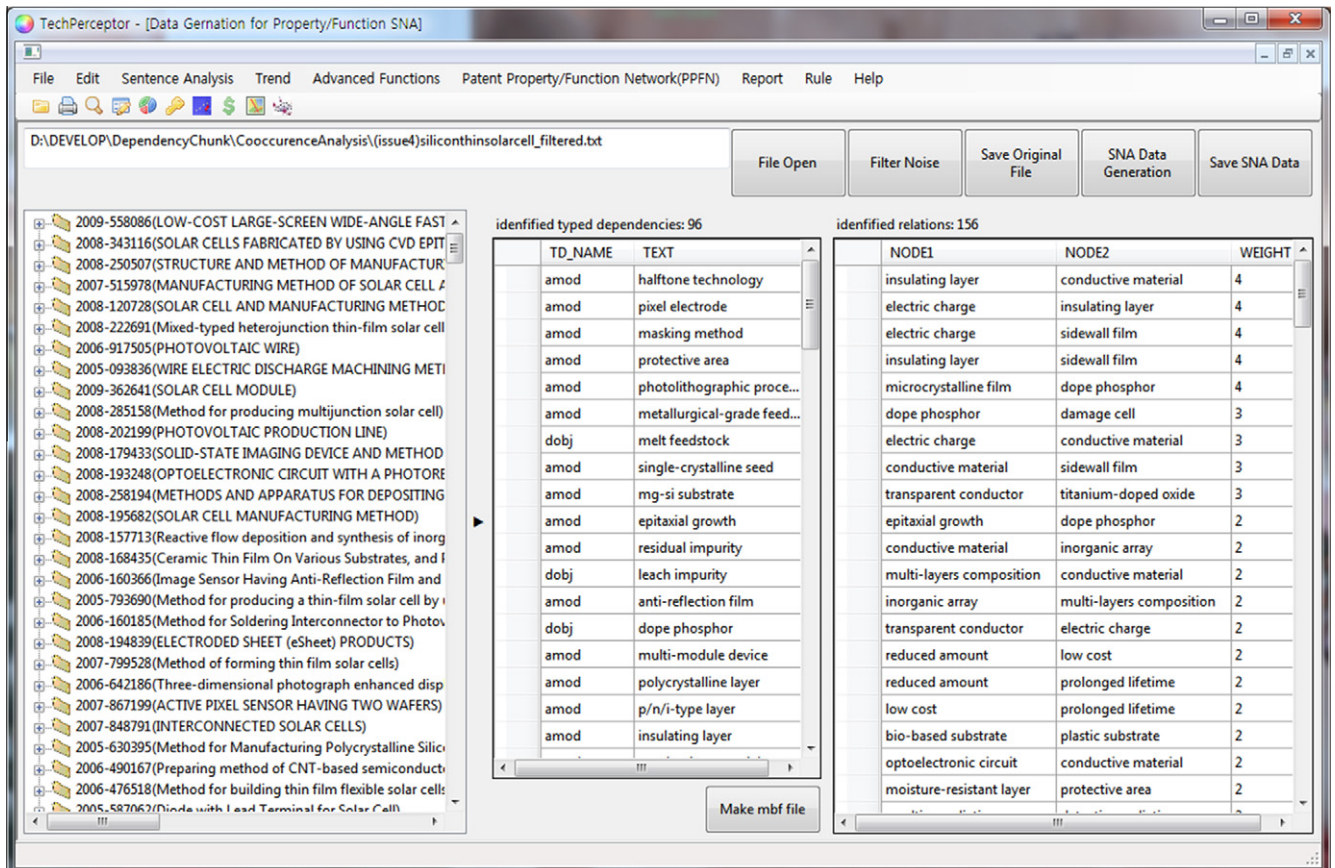 TechPerceptor - [Data Gernation for Property/Function SNA]
File Edit Sentence Analysis Trend Advanced Functions Patent Property/Function Network(PPFN) Report Rule Help
D:\DEVELOP\DependencyChunk\CooccurenceAnalysis\(issue4)siliconthinsolarcell_filtered.txt
File Open
Filter Noise
Save Original
File
SNA Data
Generation
Save SNA Data
2009-558086(LOW-COST LARGE-SCREEN WIDE-ANGLE FAST
2008-343116(SOLAR CELLS FABRICATED BY USING CVD EPIT
2008-250507(STRUCTURE AND METHOD OF MANUFACTUR
2007-515978(MANUFACTURING METHOD OF SOLAR CELL A
2008-120728(SOLAR CELL AND MANUFACTURING METHOD
2008-222691(Mixed-typed heterojunction thin-film solar cell
2006-917505(PHOTOVOLTAIC WIRE)
2005-093836(WIRE ELECTRIC DISCHARGE MACHINING METI
2009-362641(SOLAR CELL MODULE)
2008-285158(Method for producing multijunction solar cell)
2008-202199(PHOTOVOLTAIC PRODUCTION LINE)
2008-179433(SOLID-STATE IMAGING DEVICE AND METHOD
2008-193248(OPTOELECTRONIC CIRCUIT WITH A PHOTORE
2008-258194(METHODS AND APPARATUS FOR DEPOSITING
2008-195682(SOLAR CELL MANUFACTURING METHOD)
2008-157713(Reactive flow deposition and synthesis of inorg
2008-168435(Ceramic Thin Film On Various Substrates, and
2006-160366(Image Sensor Having Anti-Reflection Film and
2005-793690(Method for producing a thin-film solar cell by
2006-160185(Method for Soldering Interconnector to Photov
2008-194839(ELECTRODED SHEET (eSheet) PRODUCTS)
2007-799528(Method of forming thin film solar cells)
2006-642186(Three-dimensional photograph enhanced disp
2007-867199(ACTIVE PIXEL SENSOR HAVING TWO WAFERS)
2007-848791(INTERCONNECTED SOLAR CELLS)
2005-630395(Method for Manufacturing Polycrystalline Silic
2006-490167(Preparing method of CNT-based semiconduct
2006-476518(Method for building thin film flexible solar cells
2005-587062(Diode with Lead Terminal for Solar Cell)
idenfified typed dependencies: 96
TD_NAME TEXT
amod halftone technology
amod pixel electrode
amod masking method
amod protective area
amod photolithographic proce...
amod metallurgical-grade feed...
dobj melt feedstock
amod single-crystalline seed
amod mg-si substrate
amod epitaxial growth
amod residual impurity
dobj leach impurity
amod anti-reflection film
dobj dope phosphor
amod multi-module device
amod polycrystalline layer
amod p/n/i-type layer
amod insulating layer
Make mbf file
idenfified relations: 156
NODE1 NODE2 WEIGHT
insulating layer conductive material 4
electric charge insulating layer 4
electric charge sidewall film 4
insulating layer sidewall film 4
microcrystalline film dope phosphor 4
dope phosphor damage cell 3
electric charge conductive material 3
conductive material sidewall film 3
transparent conductor titanium-doped oxide 3
epitaxial growth dope phosphor 2
conductive material inorganic array 2
multi-layers composition conductive material 2
inorganic array multi-layers composition 2
transparent conductor electric charge 2
reduced amount low cost 2
reduced amount prolonged lifetime 2
low cost prolonged lifetime 2
bio-based substrate plastic substrate 2
optoelectronic circuit conductive material 2
moisture-resistant layer protective area 2